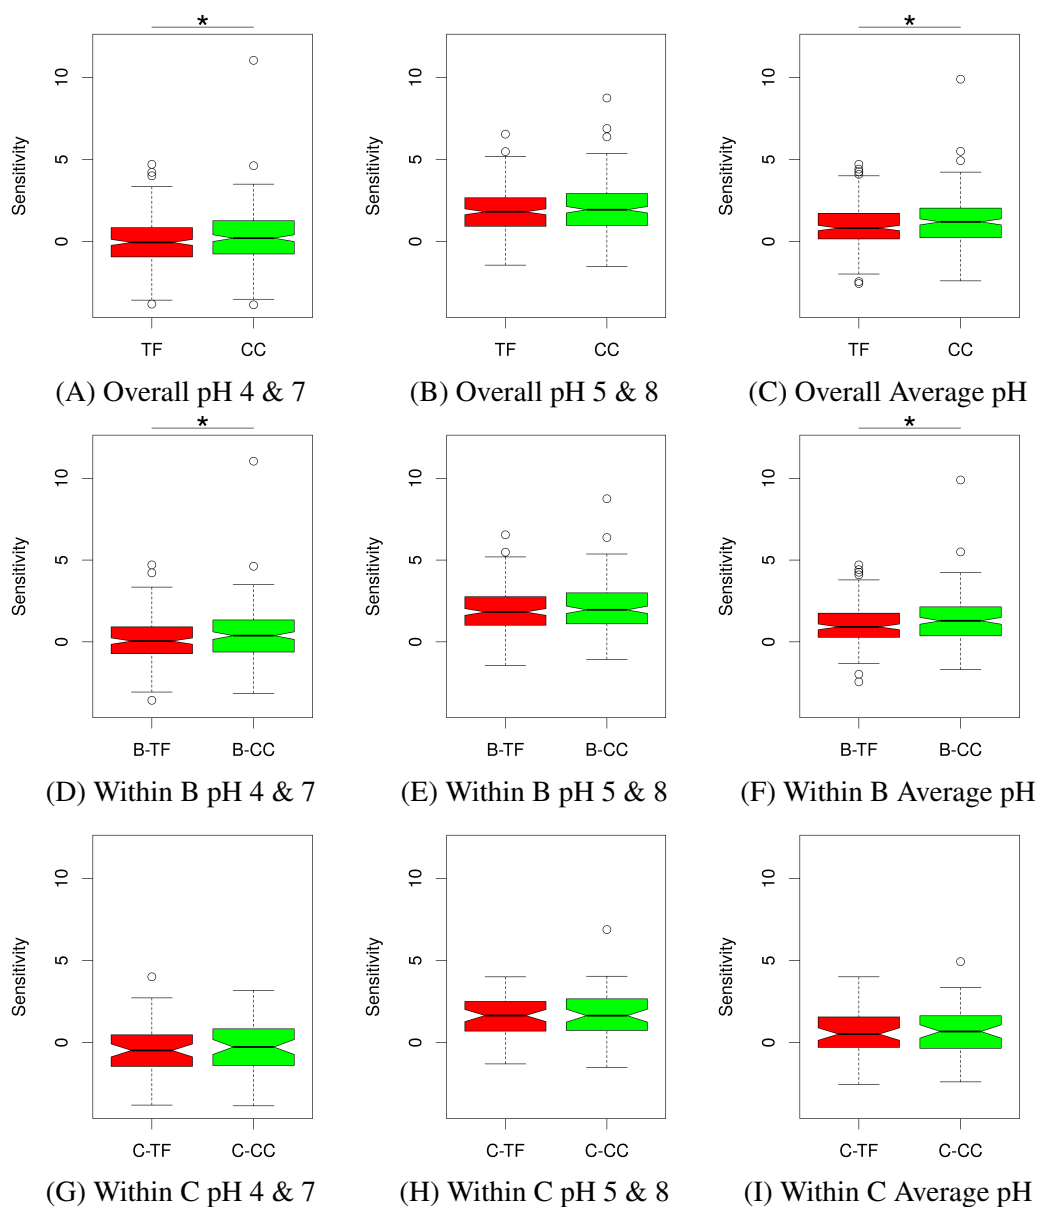 * *
Sensitivity 0 5 10 Sensitivity 0 5 10 Sensitivity 0 5 10
TF CC TF CC TF CC
(A) Overall pH 4 & 7 (B) Overall pH 5 & 8 (C) Overall Average pH
* *
Sensitivity 0 5 10 Sensitivity 0 5 10 Sensitivity 0 5 10
B-TF B-CC B-TF B-CC B-TF B-CC
(D) Within B pH 4 & 7 (E) Within B pH 5 & 8 (F) Within B Average pH
Sensitivity 0 5 10 Sensitivity 0 5 10 Sensitivity 0 5 10
C-TF C-CC C-TF C-CC C-TF C-CC
(G) Within C pH 4 & 7 (H) Within C pH 5 & 8 (I) Within C Average pH